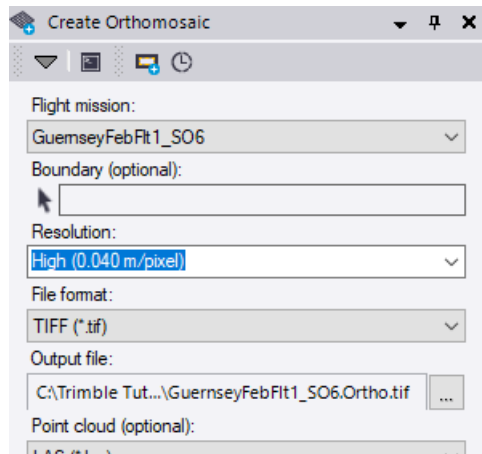 Create Orthomosaic
Flight mission:
GuernseyFebFlt1_SO6
Boundary (optional):
Resolution:
High (0.040 m/pixel)
File format:
TIFF (*.tif)
Output file:
C:\Trimble Tut...\GuernseyFebFlt1_SO6.Ortho.tif
...
Point cloud (optional):